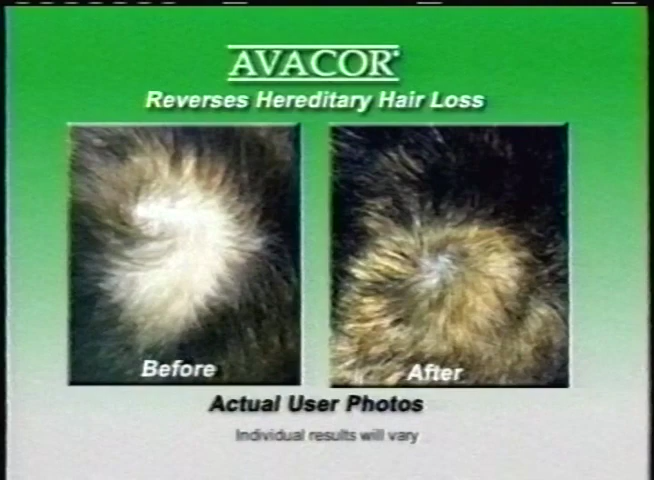 AVACOR®
Reverses Hereditary Hair Loss
Before
After
Actual User Photos
Individual results will vary